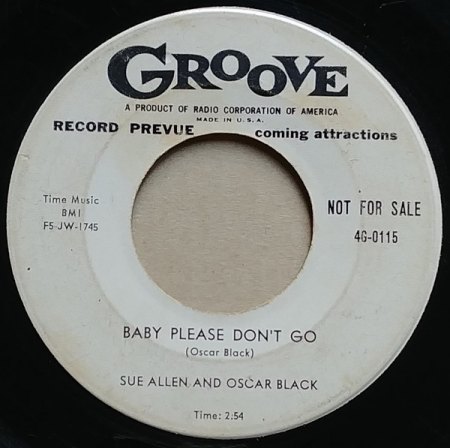 GROOVE
A PRODUCT OF RADIO CORPORATION OF AMERICA
MADE IN U.S.A.
RECORD PREVUE coming attractions
Time Music
BMI
F5-JW-1745
NOT FOR SALE
4G-0115
BABY PLEASE DON'T GO
(Oscar Black)
SUE ALLEN AND OSCAR BLACK
Time: 2:54